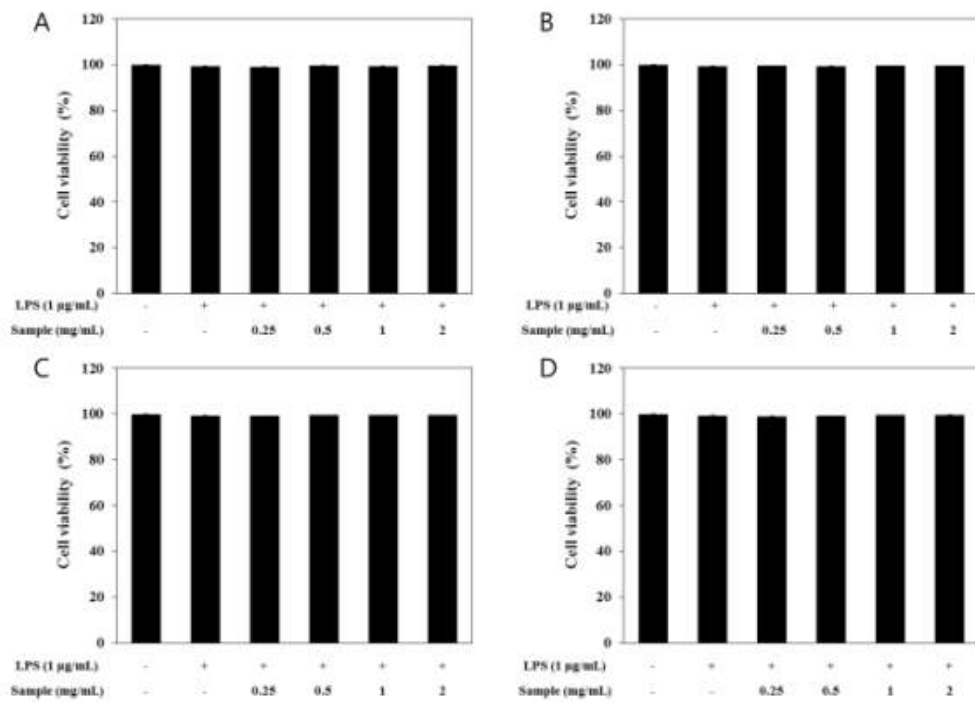 A
B
120
100
80
60
40
20
0
Cell viability (%)
120
100
80
60
40
20
0
Cell viability (%)
LPS (1 µg/mL) - + + + + +
Sample (mg/mL) - - 0.25 0.5 1 2
LPS (1 µg/mL) - + + + + +
Sample (mg/mL) - - 0.25 0.5 1 2
C
D
120
100
80
60
40
20
0
Cell viability (%)
120
100
80
60
40
20
0
Cell viability (%)
LPS (1 µg/mL) - + + + + +
Sample (mg/mL) - - 0.25 0.5 1 2
LPS (1 µg/mL) - + + + + +
Sample (mg/mL) - - 0.25 0.5 1 2